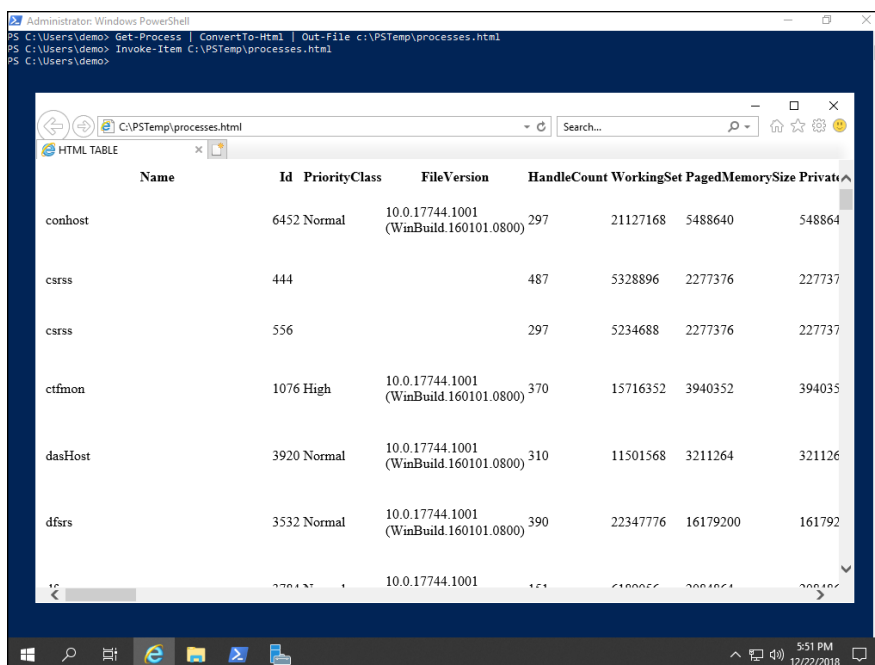 Administrator: Windows PowerShell
PS C:\Users\demo> Get-Process | ConvertTo-Html | Out-File c:\PSTemp\processes.html
PS C:\Users\demo> Invoke-Item C:\PSTemp\processes.html
PS C:\Users\demo>
C:\PSTemp\processes.html Search...
HTML TABLE
Name Id PriorityClass FileVersion HandleCount WorkingSet PagedMemorySize Private
conhost 6452 Normal 10.0.17744.1001 (WinBuild.160101.0800) 297 21127168 5488640 548864
csrss 444 487 5328896 2277376 227737
csrss 556 297 5234688 2277376 227737
ctfmon 1076 High 10.0.17744.1001 (WinBuild.160101.0800) 370 15716352 3940352 394035
dasHost 3920 Normal 10.0.17744.1001 (WinBuild.160101.0800) 310 11501568 3211264 321126
dfsrs 3532 Normal 10.0.17744.1001 (WinBuild.160101.0800) 390 22347776 16179200 161792
10.0.17744.1001
5:51 PM
12/22/2018